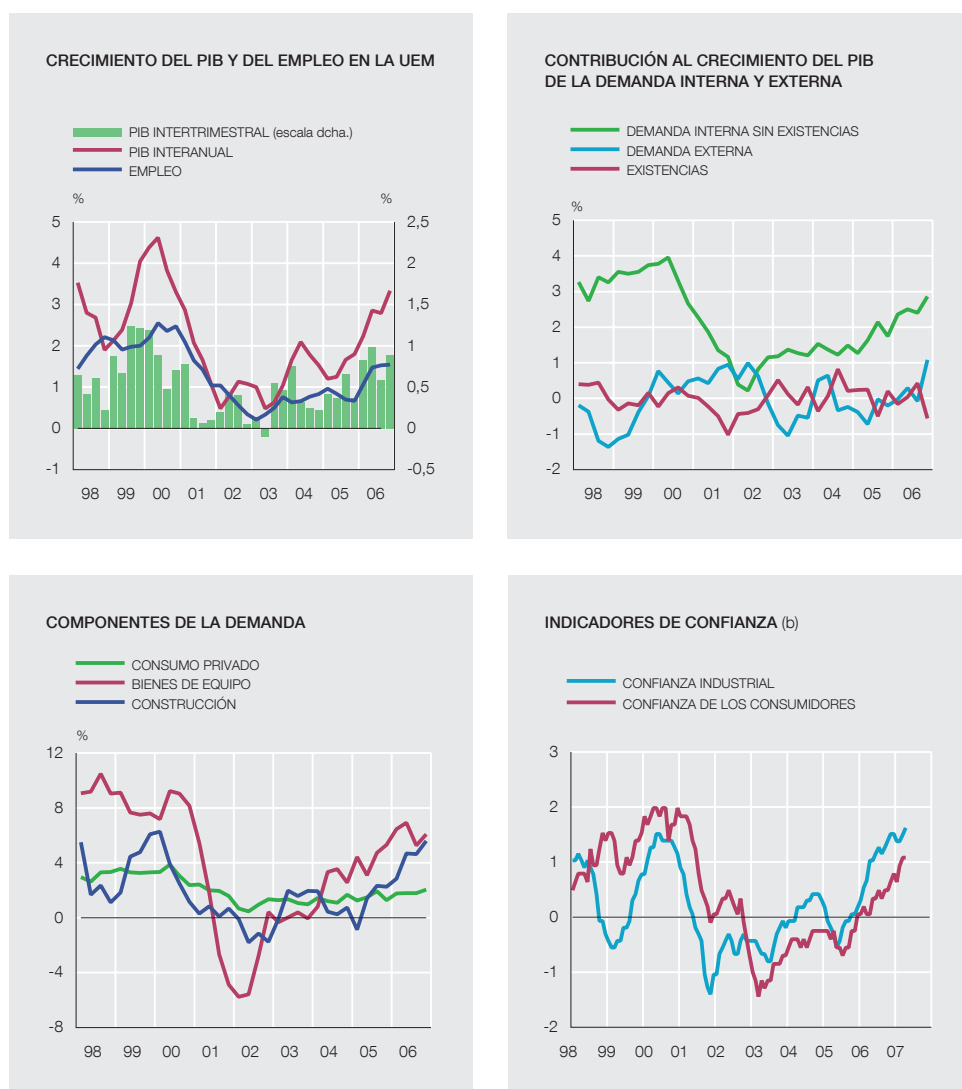 CRECIMIENTO DEL PIB Y DEL EMPLEO EN LA UEM
PIB INTERTRIMESTRAL (escala dcha.)
PIB INTERANUAL
EMPLEO
% %
5 2,5
4 2
3 1,5
2 1
1 0,5
0 0
-1 -0,5
98 99 00 01 02 03 04 05 06
CONTRIBUCIÓN AL CRECIMIENTO DEL PIB
DE LA DEMANDA INTERNA Y EXTERNA
DEMANDA INTERNA SIN EXISTENCIAS
DEMANDA EXTERNA
EXISTENCIAS
%
5
4
3
2
1
0
-1
-2
98 99 00 01 02 03 04 05 06
COMPONENTES DE LA DEMANDA
CONSUMO PRIVADO
BIENES DE EQUIPO
CONSTRUCCIÓN
%
12
8
4
0
-4
-8
98 99 00 01 02 03 04 05 06
INDICADORES DE CONFIANZA (b)
CONFIANZA INDUSTRIAL
CONFIANZA DE LOS CONSUMIDORES
3
2
1
0
-1
-2
98 99 00 01 02 03 04 05 06 07